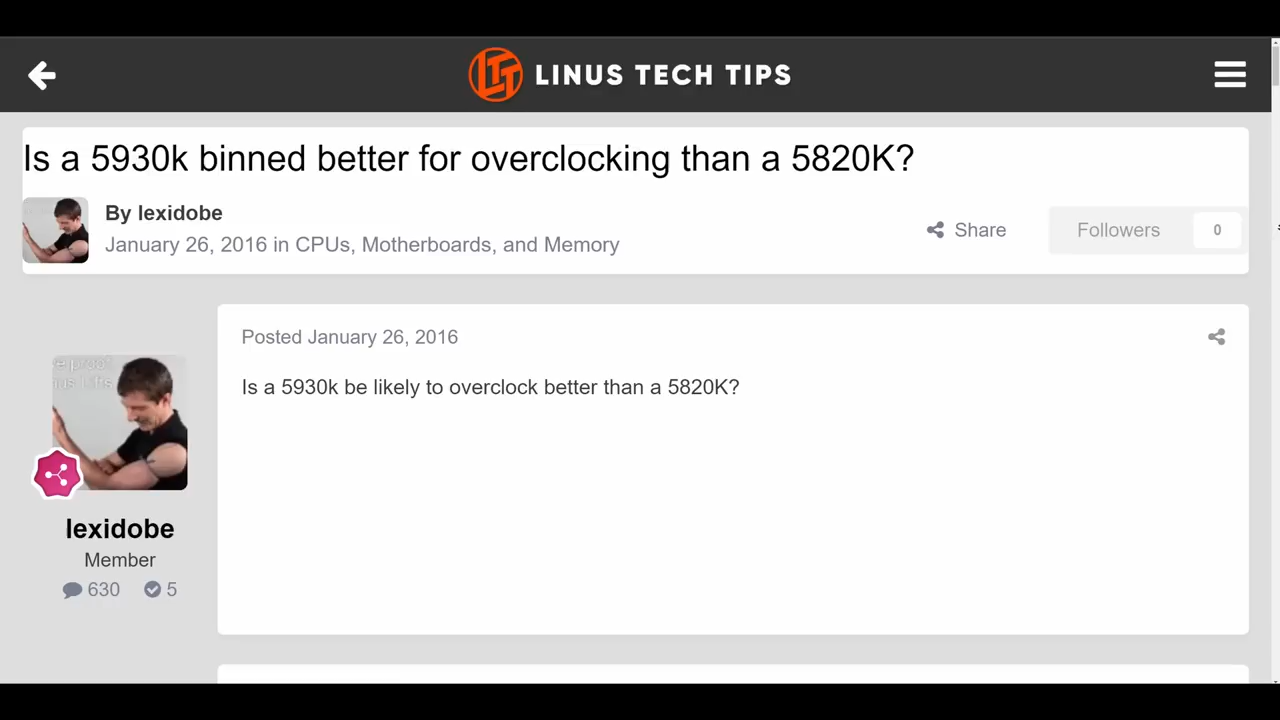 LINUS TECH TIPS
Is a 5930k binned better for overclocking than a 5820K?
By lexidobe
January 26, 2016 in CPUs, Motherboards, and Memory
Share
Followers 0
Posted January 26, 2016
Is a 5930k be likely to overclock better than a 5820K?
lexidobe
Member
630 5